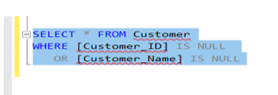 SELECT * FROM Customer
WHERE [Customer_ID] IS NULL
OR [Customer_Name] IS NULL